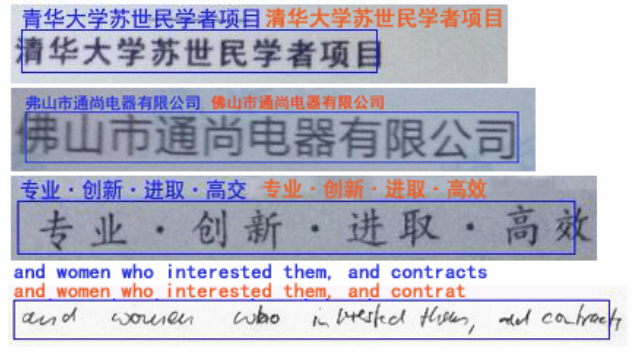 青华大学苏世民学者项目 清华大学苏世民学者项目
清华大学苏世民学者项目
弗山市通尚电器有限公司 佛山市通尚电器有限公司
佛山市通尚电器有限公司
专业·创新·进取·高交 专业·创新·进取·高效
专业·创新·进取·高效
and women who interested them, and contracts
and women who interested them, and contrat
and women who interested them, and contracts